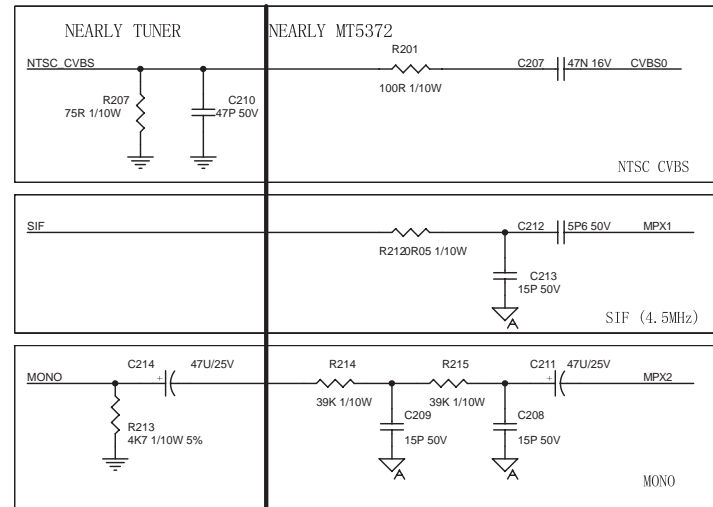 NEARLY TUNER
NEARLY MT5372
NTSC_CVBS
R201
100R 1/10W
C207
47N 16V
CVBS0
R207
75R 1/10W
C210
47P 50V
NTSC CVBS
SIF
R2120R05 1/10W
C212
5P6 50V
MPX1
C213
15P 50V
A
SIF (4.5MHz)
MONO
C214
+
47U/25V
R214
39K 1/10W
R215
39K 1/10W
C211
+
47U/25V
MPX2
R213
4K7 1/10W 5%
C209
15P 50V
A
C208
15P 50V
A
MONO